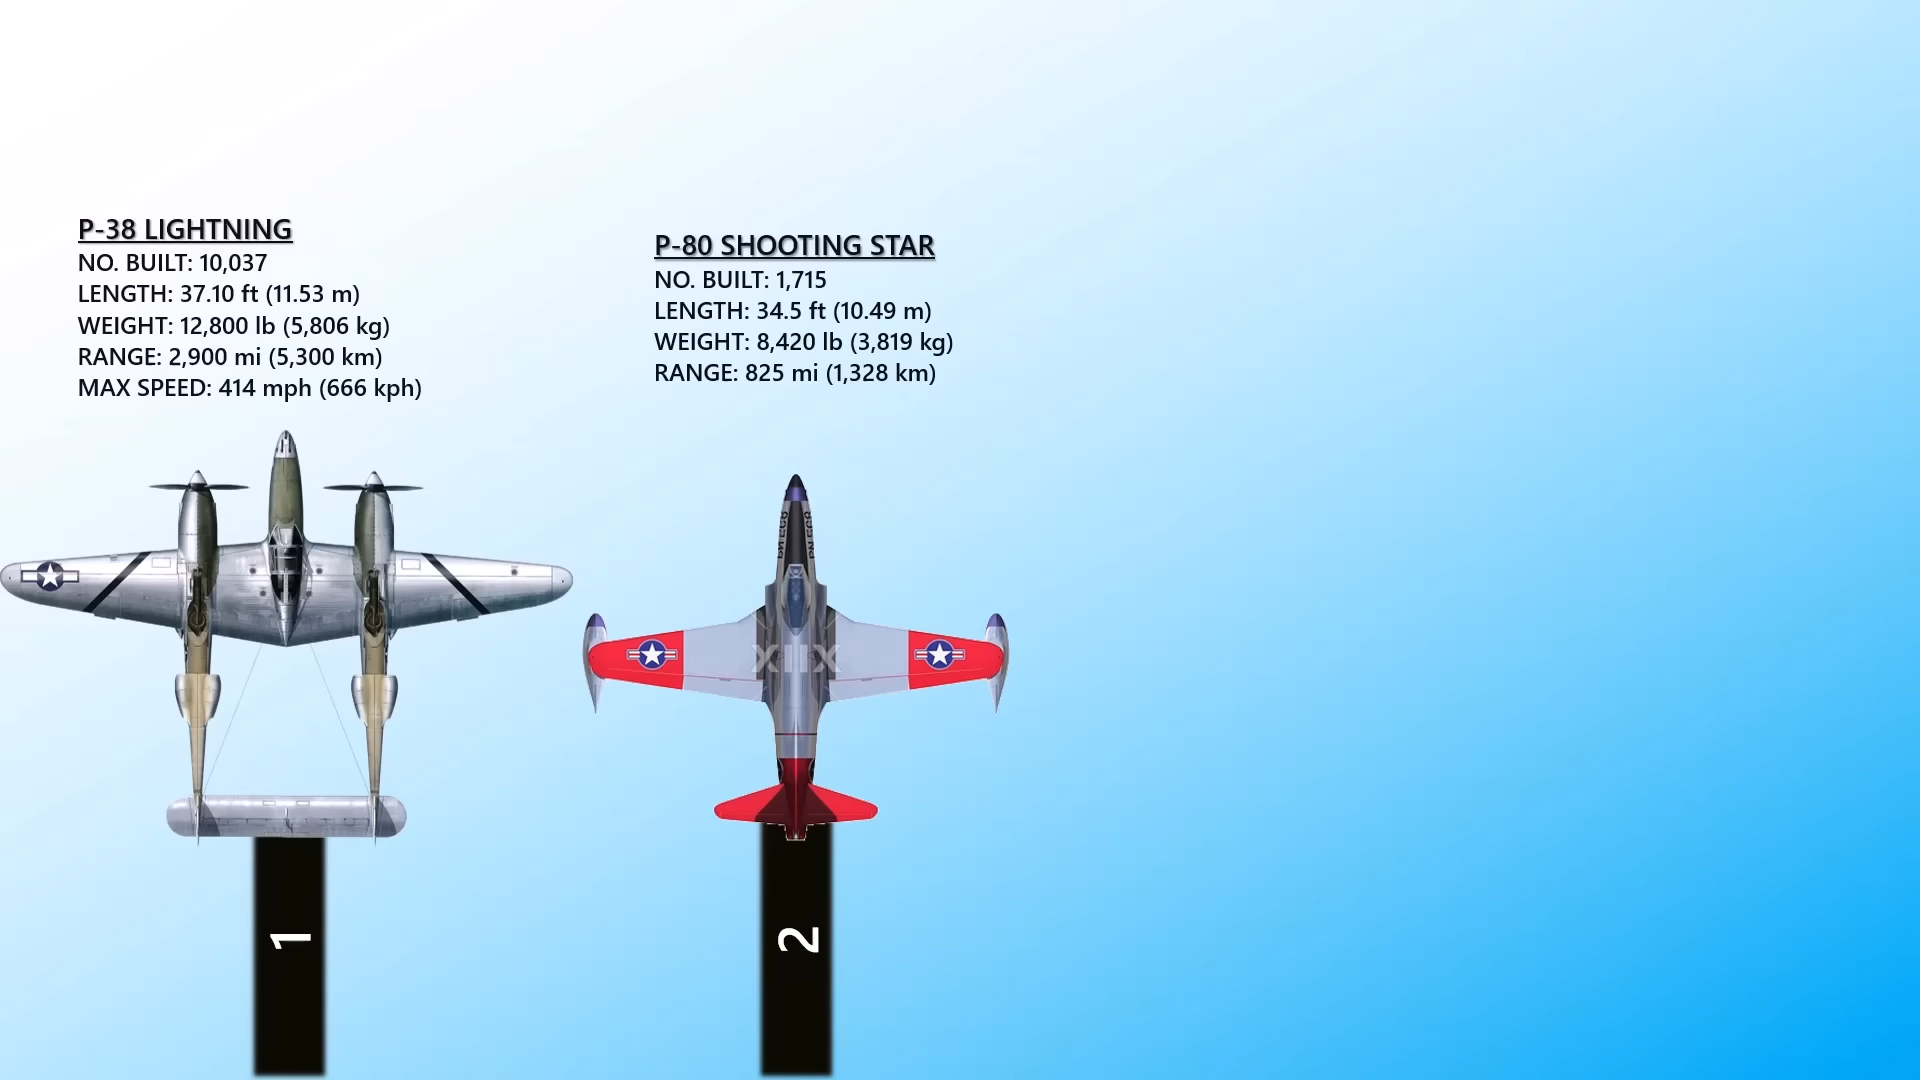 P-38 LIGHTNING
NO. BUILT: 10,037
LENGTH: 37.10 ft (11.53 m)
WEIGHT: 12,800 lb (5,806 kg)
RANGE: 2,900 mi (5,300 km)
MAX SPEED: 414 mph (666 kph)
P-80 SHOOTING STAR
NO. BUILT: 1,715
LENGTH: 34.5 ft (10.49 m)
WEIGHT: 8,420 lb (3,819 kg)
RANGE: 825 mi (1,328 km)
X X
1
2